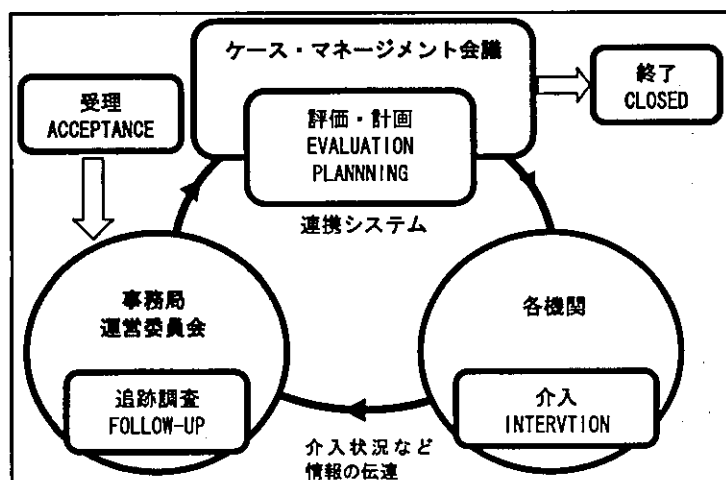 ケース・マネージメント会議
受理
ACCEPTANCE
終了
CLOSED
評価・計画
EVALUATION
PLANNNING
連携システム
事務局
運営委員会
各機関
追跡調査
FOLLOW-UP
介入
INTERVTION
介入状況など
情報の伝達